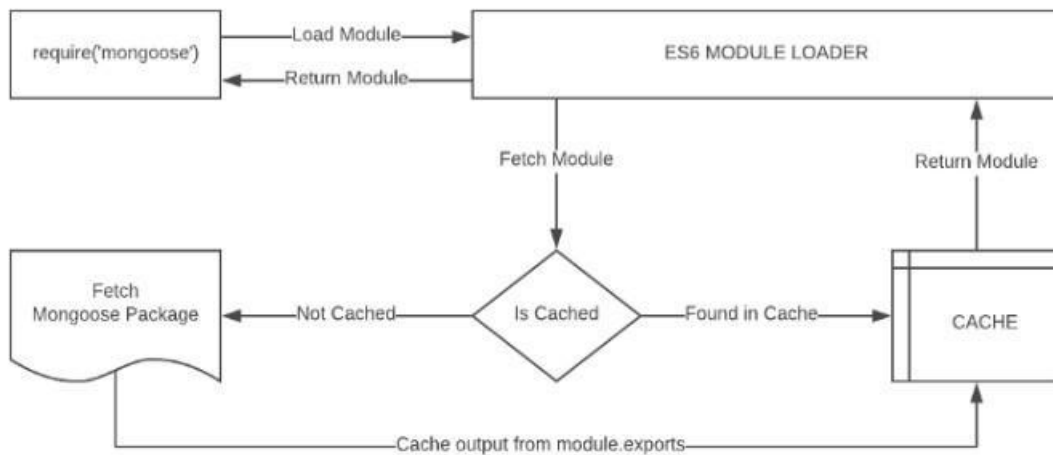 require('mongoose')
Load Module
Return Module
ES6 MODULE LOADER
Fetch Module
Return Module
Fetch
Mongoose Package
Not Cached
Is Cached
Found in Cache
CACHE
Cache output from module.exports